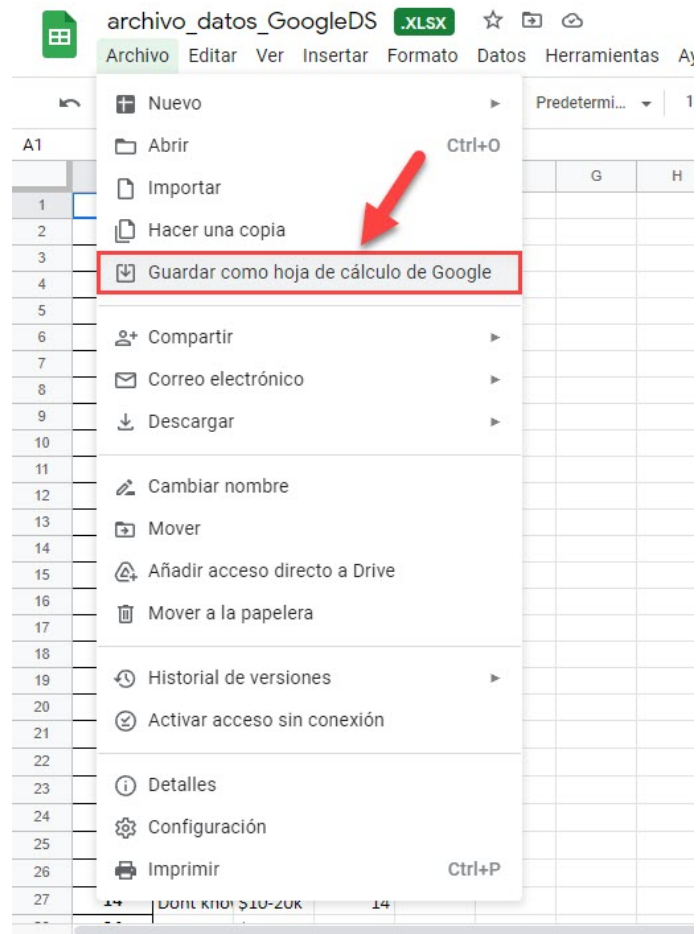 archivo_datos_GoogleDS .XLSX
Archivo Editar Ver Insertar Formato Datos Herramientas
Predetermi... 1
A1
G H
1
2
3
4
5
6
7
8
9
10
11
12
13
14
15
16
17
18
19
20
21
22
23
24
25
26
27
Nuevo
Abrir Ctrl+O
Importar
Hacer una copia
Guardar como hoja de cálculo de Google
Compartir
Correo electrónico
Descargar
Cambiar nombre
Mover
Añadir acceso directo a Drive
Mover a la papelera
Historial de versiones
Activar acceso sin conexión
Detalles
Configuración
Imprimir Ctrl+P
14 Dont kno $10-20k 14